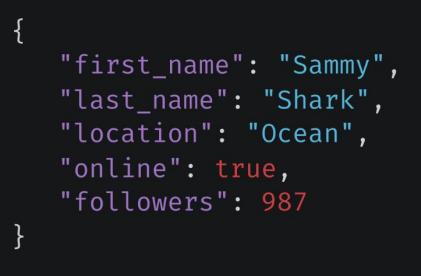 {
"first_name": "Sammy",
"last_name": "Shark",
"location": "Ocean",
"online": true,
"followers": 987
}